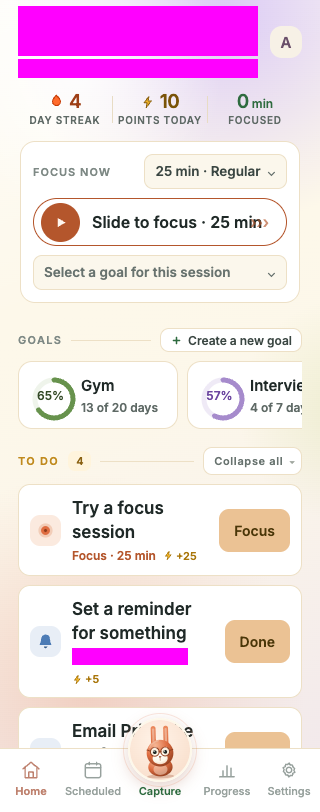 A
4
DAY STREAK
10
POINTS TODAY
0 min
FOCUSED
FOCUS NOW
25 min · Regular
Slide to focus · 25 min
Select a goal for this session
GOALS
+ Create a new goal
65%
Gym
13 of 20 days
57%
Intervie
4 of 7 day
TO DO 4
Collapse all
Try a focus
session
Focus · 25 min +25
Focus
Set a reminder
for something
+5
Done
Email
Home
Scheduled
Capture
Progress
Settings